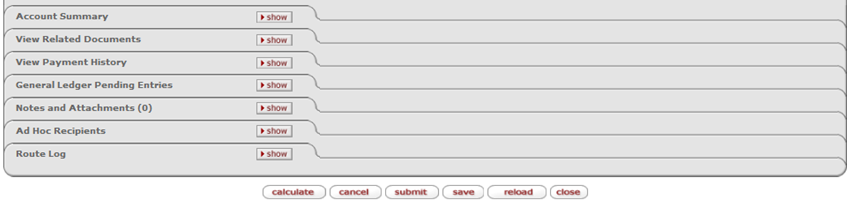 Account Summary show
View Related Documents show
View Payment History show
General Ledger Pending Entries show
Notes and Attachments (0) show
Ad Hoc Recipients show
Route Log show
calculate cancel submit save reload close